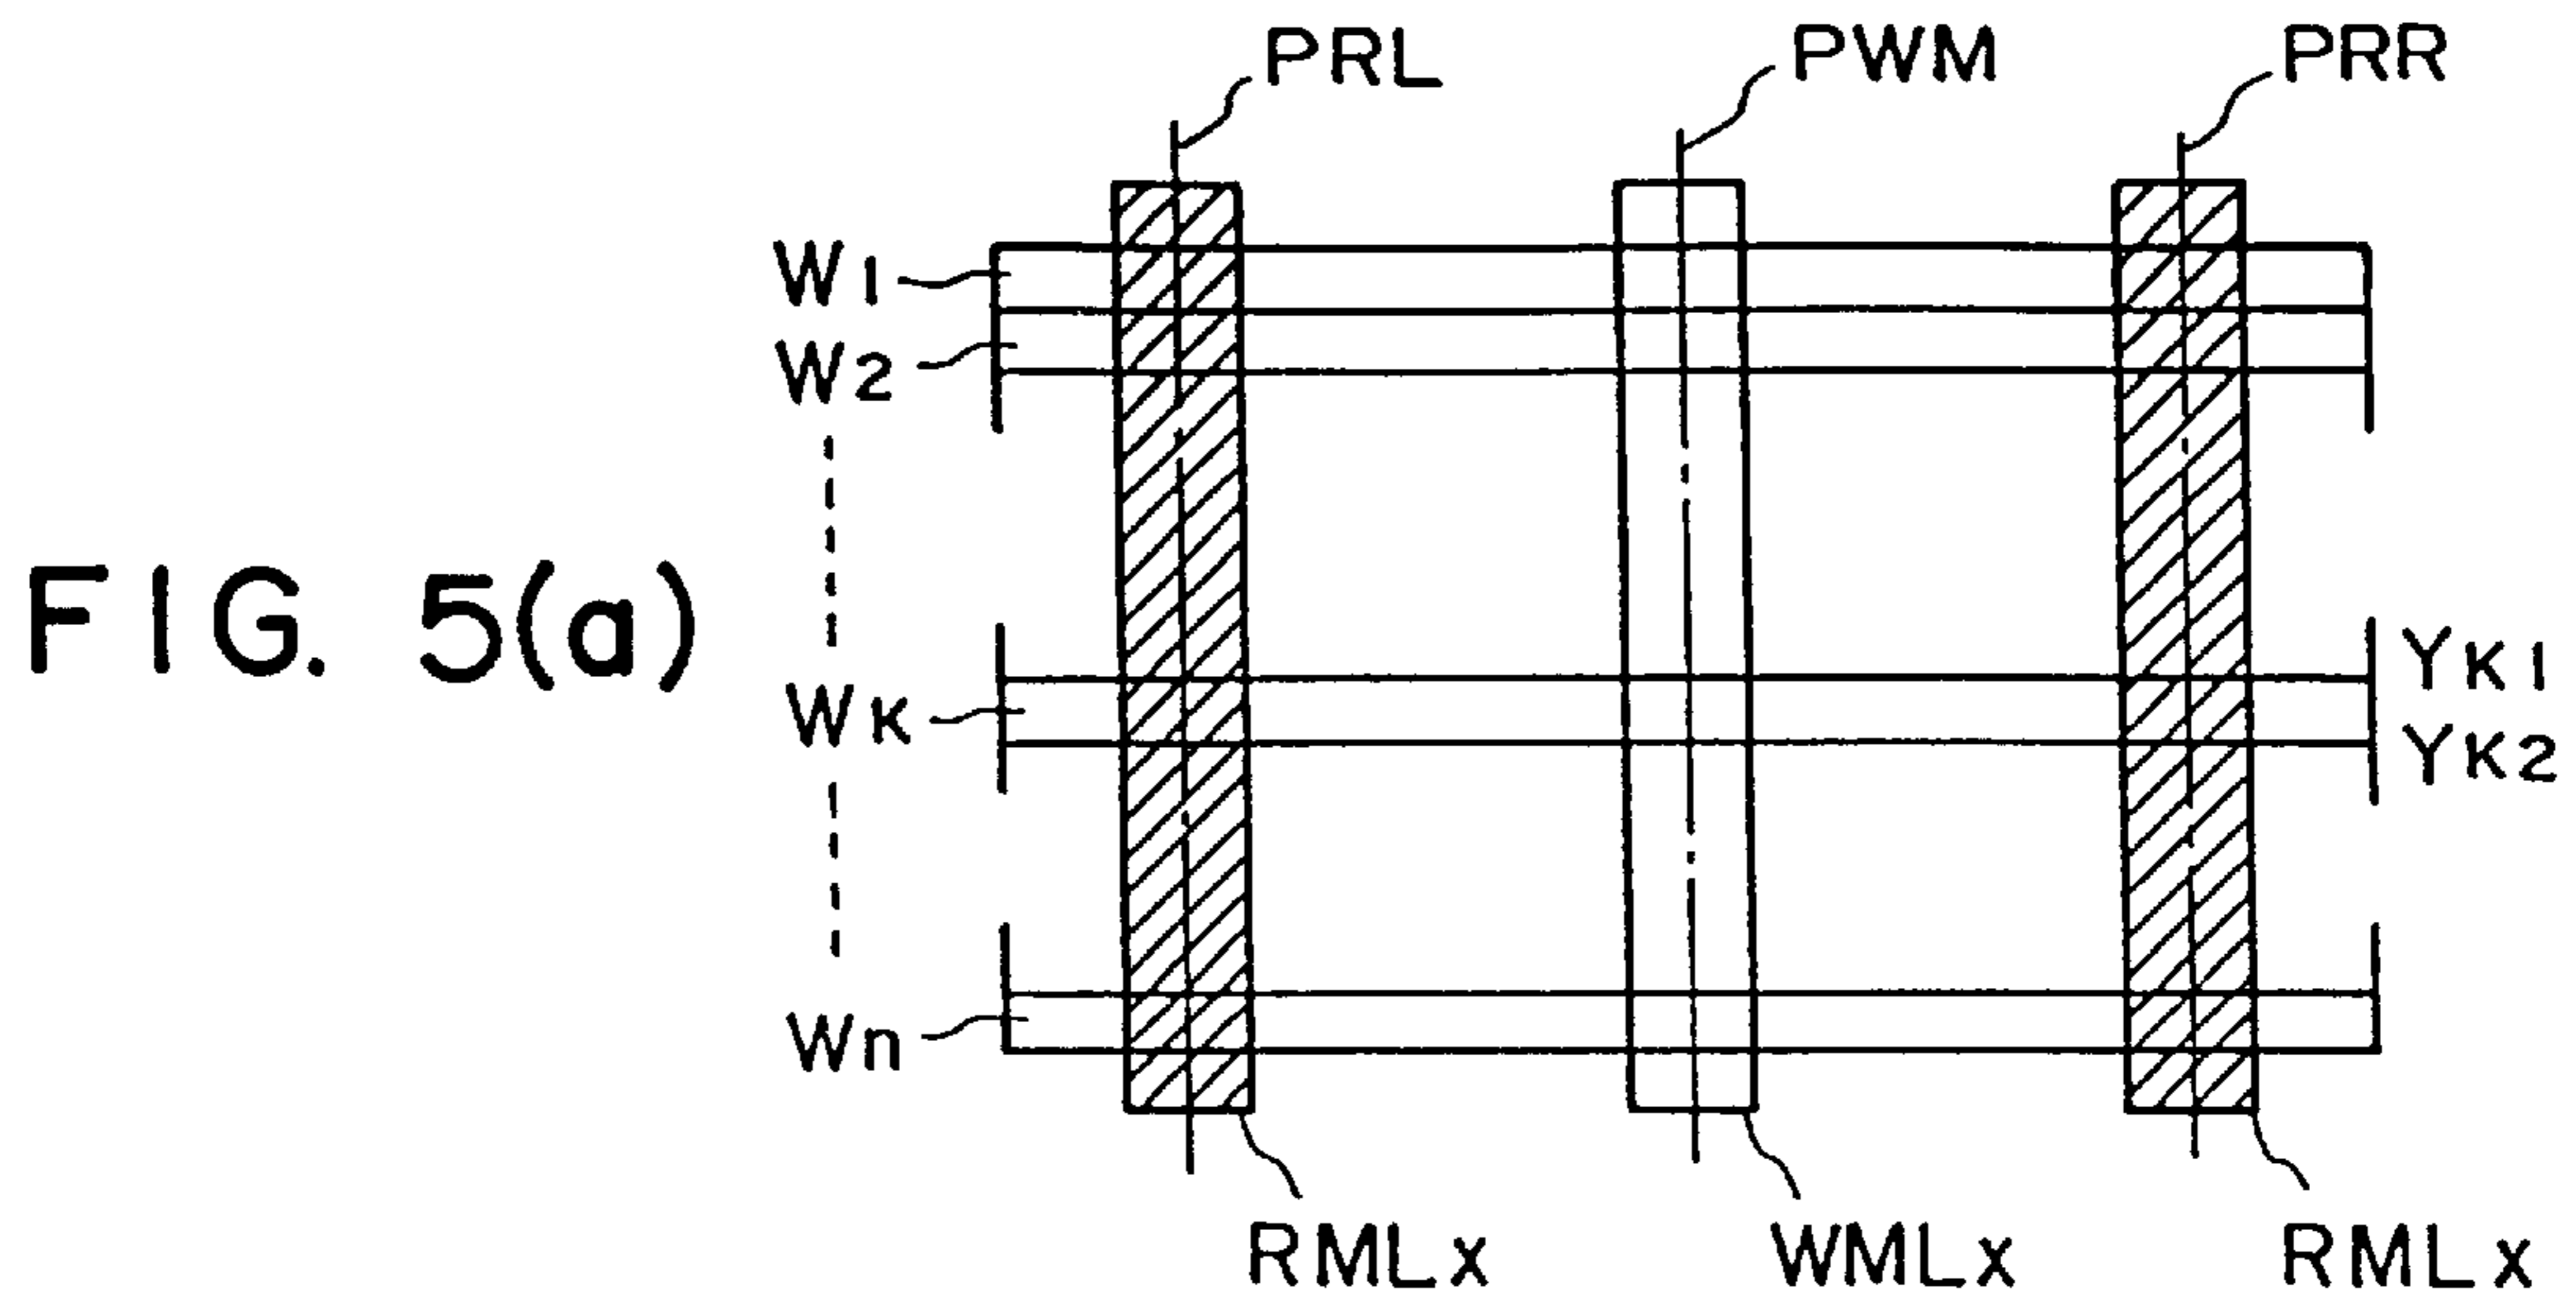 PRL PWM PRR
W1
W2
FIG. 5(a)
WK YK1
YK2
Wn
RMLx WMLx RMLx